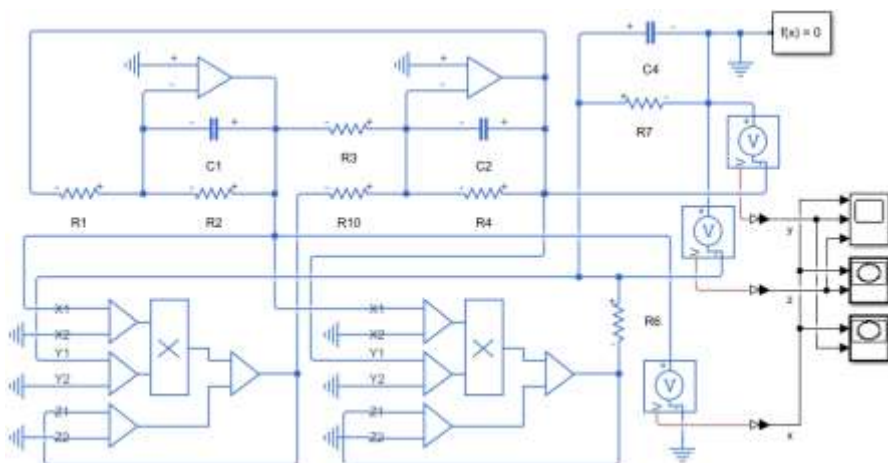 f(x) = 0
C4
R7
C1
R3
C2
R1
R2
R10
R4
V
V
y
z
X1
X2
Y1
Y2
Z1
Z2
X1
X2
Y1
Y2
Z1
Z2
R6
V
x